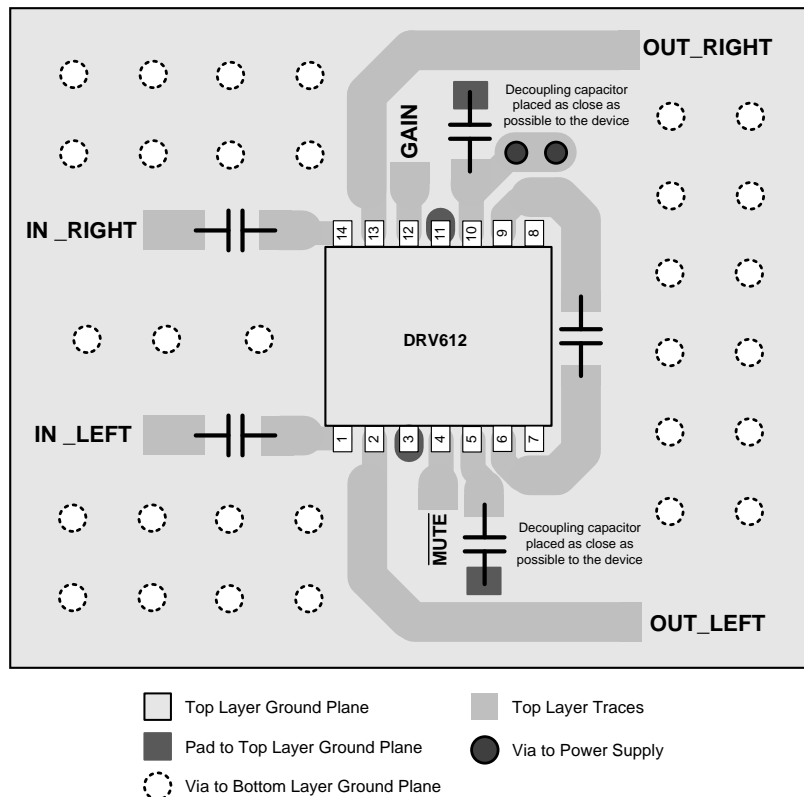 OUT_RIGHT
Decoupling capacitor
placed as close as
possible to the device
GAIN
IN _RIGHT
14
13
12
11
10
9
8
DRV612
IN _LEFT
1
2
3
4
5
6
7
MUTE
Decoupling capacitor
placed as close as
possible to the device
OUT_LEFT
Top Layer Ground Plane
Top Layer Traces
Pad to Top Layer Ground Plane
Via to Power Supply
Via to Bottom Layer Ground Plane